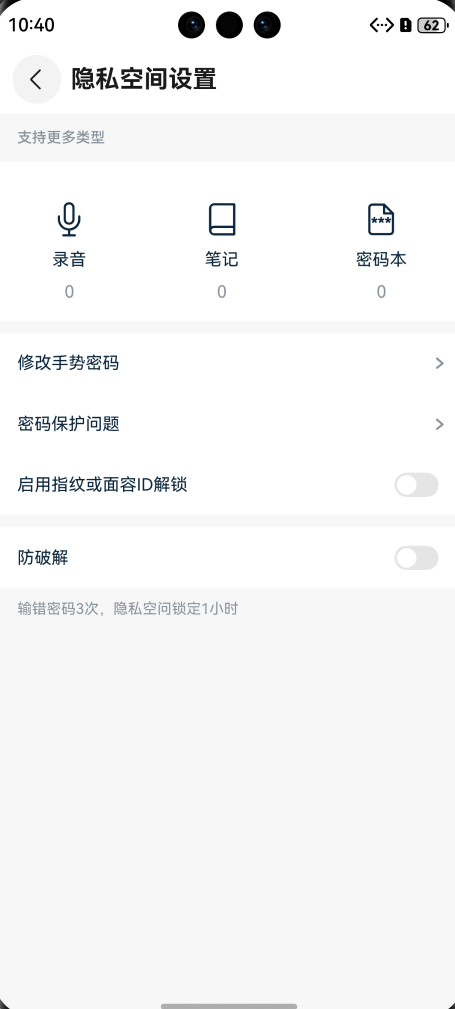 10:40
62
隐私空间设置
支持更多类型
录音
笔记
密码本
0
0
0
修改手势密码
密码保护问题
启用指纹或面容ID解锁
防破解
输错密码3次，隐私空间锁定1小时